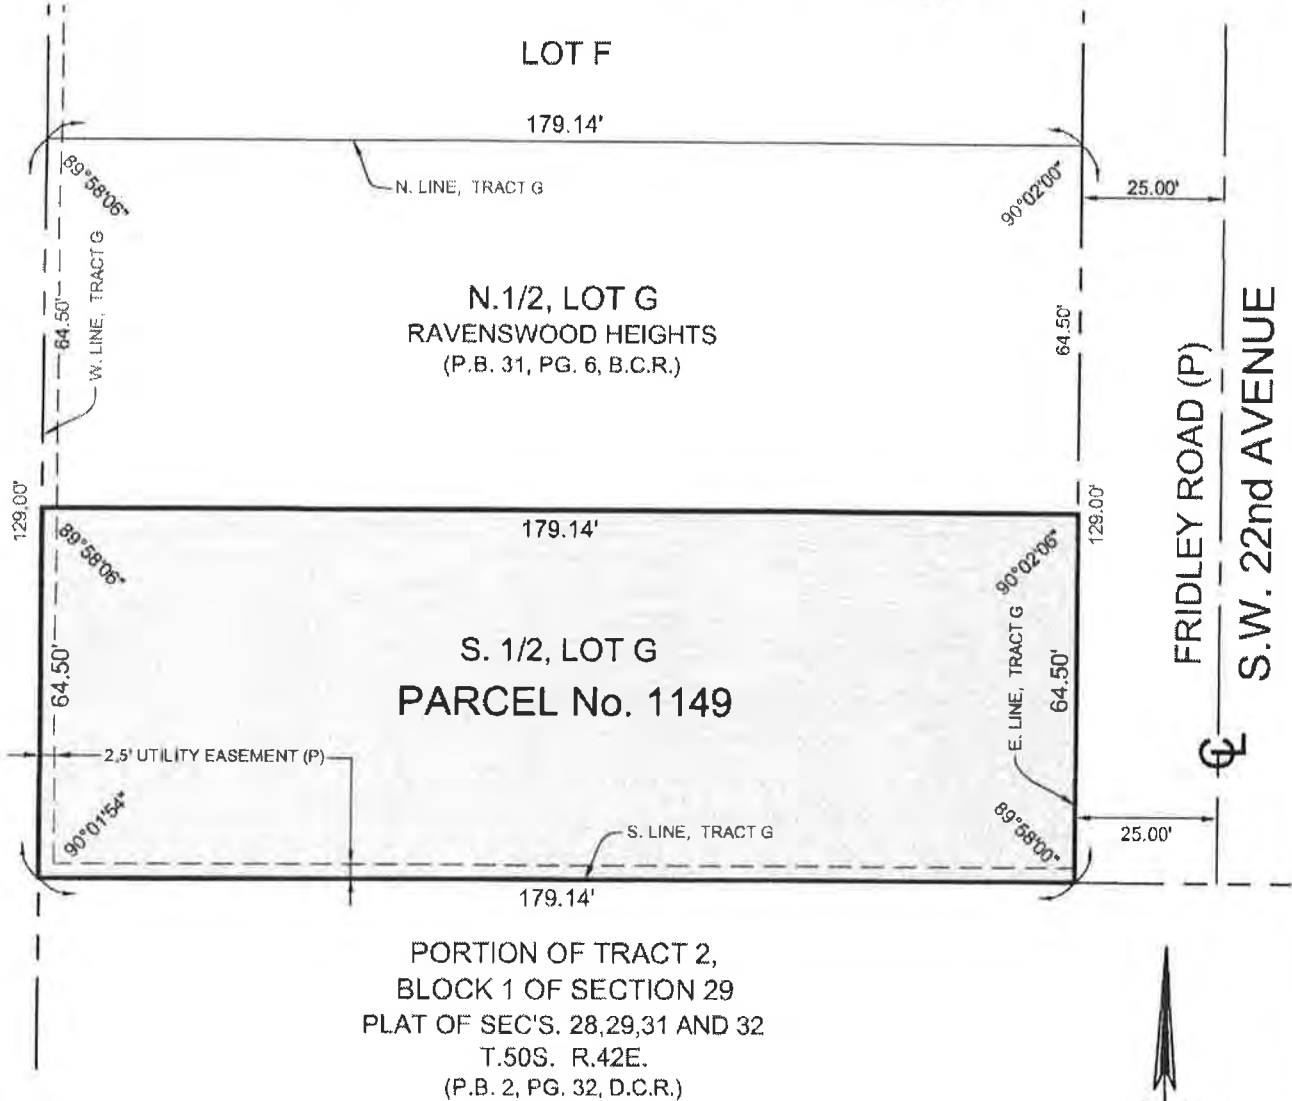 LOT F
179.14'
N. LINE, TRACT G
89°58'06"
90°02'00"
25.00'
W. LINE, TRACT G
64.50'
N.1/2, LOT G
RAVENSWOOD HEIGHTS
(P.B. 31, PG. 6, B.C.R.)
64.50'
FRIDLEY ROAD (P)
S.W. 22nd AVENUE
129.00'
129.00'
179.14'
89°58'06"
90°02'06"
S. 1/2, LOT G
PARCEL No. 1149
64.50'
E. LINE, TRACT G
64.50'
2.5' UTILITY EASEMENT (P)
90°01'54"
S. LINE, TRACT G
89°58'00"
25.00'
CL
179.14'
PORTION OF TRACT 2,
BLOCK 1 OF SECTION 29
PLAT OF SEC'S. 28,29,31 AND 32
T.50S. R.42E.
(P.B. 2, PG. 32, D.C.R.)